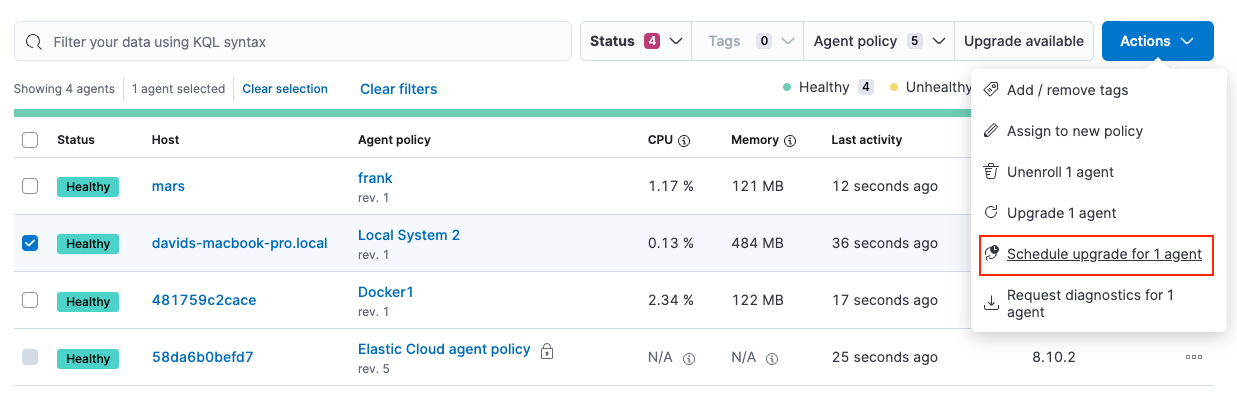 Filter your data using KQL syntax
Status 4
Tags 0
Agent policy 5
Upgrade available
Actions
Showing 4 agents
1 agent selected
Clear selection
Clear filters
Healthy 4
Unhealthy
Add / remove tags
Assign to new policy
Unenroll 1 agent
Upgrade 1 agent
Schedule upgrade for 1 agent
Request diagnostics for 1
agent
Status Host Agent policy CPU Memory Last activity
Healthy mars frank 1.17 % 121 MB 12 seconds ago
rev. 1
Healthy davids-macbook-pro.local Local System 2 0.13 % 484 MB 36 seconds ago
rev. 1
Healthy 481759c2cace Docker1 2.34 % 122 MB 17 seconds ago
rev. 1
Healthy 58da6b0befd7 Elastic Cloud agent policy N/A N/A 25 seconds ago 8.10.2
rev. 5